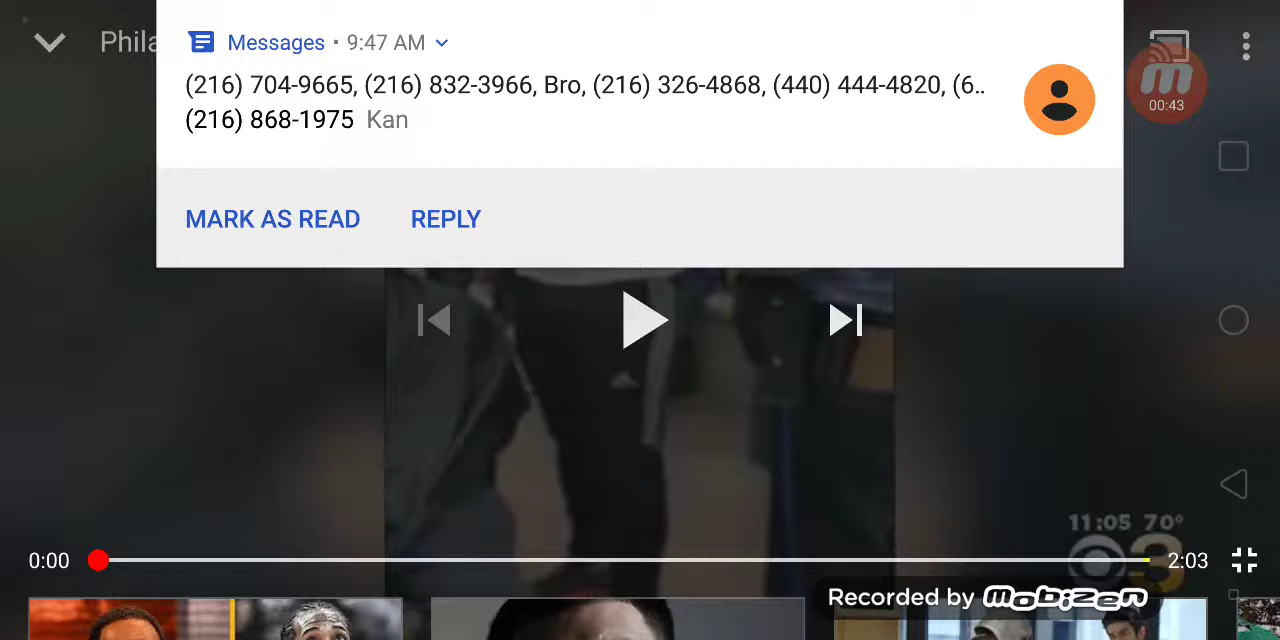 Phila
Messages • 9:47 AM
(216) 704-9665, (216) 832-3966, Bro, (216) 326-4868, (440) 444-4820, (6..
(216) 868-1975 Kan
00:43
MARK AS READ REPLY
11:05 70°
3
0:00
2:03
Recorded by mobizen